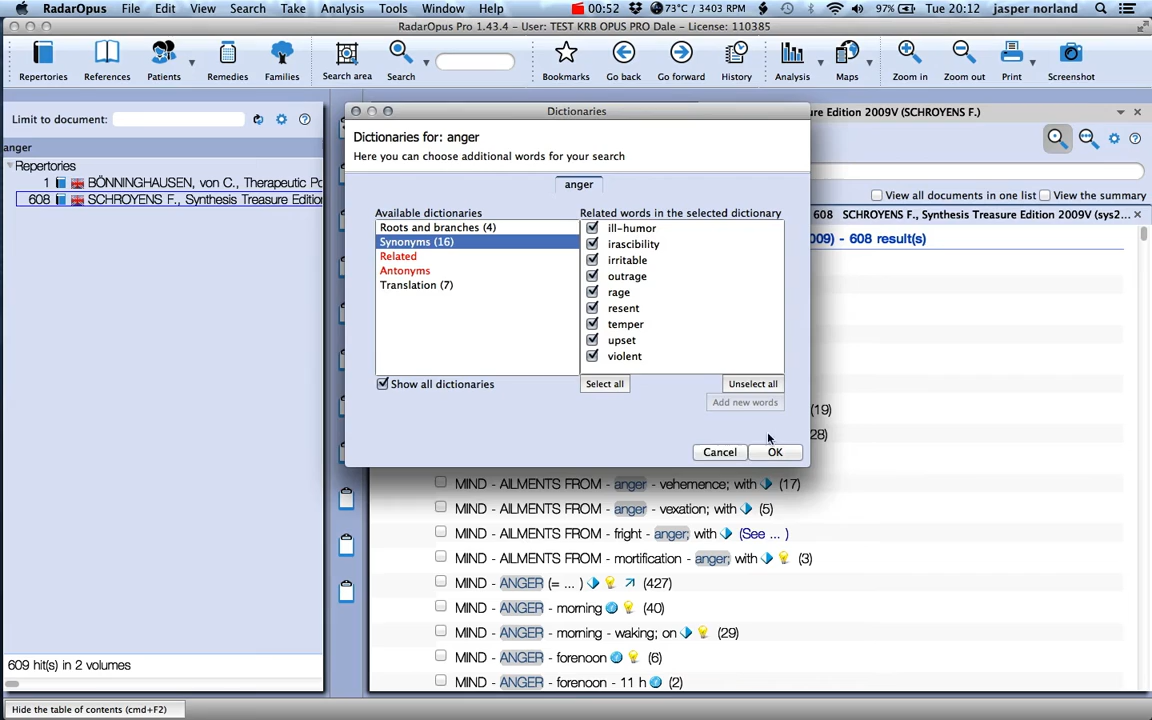 RadarOpus File Edit View Search Take Analysis Tools Window Help 00:52 73°C / 3403 RPM 97% Tue 20:12 jasper norland
RadarOpus Pro 1.43.4 - User: TEST KRB OPUS PRO Dale - License: 110385
Repertories References Patients Remedies Families Search area Search Bookmarks Go back Go forward History Analysis Maps Zoom in Zoom out Print Screenshot
Limit to document:
anger
Repertories
1 BÖNNINGHAUSEN, von C., Therapeutic Po
608 SCHROYENS F., Synthesis Treasure Edition
609 hit(s) in 2 volumes
Hide the table of contents (cmd+F2)
Dictionaries
Dictionaries for: anger
Here you can choose additional words for your search
anger
Available dictionaries
Roots and branches (4)
Synonyms (16)
Related
Antonyms
Translation (7)
Show all dictionaries
Related words in the selected dictionary
ill-humor
irascibility
irritable
outrage
rage
resent
temper
upset
violent
Select all Unselect all
Add new words
Cancel OK
ure Edition 2009V (SCHROYENS F.)
View all documents in one list View the summary
608 SCHROYENS F., Synthesis Treasure Edition 2009V (sys2...
009) - 608 result(s)
(19)
28)
MIND - AILMENTS FROM - anger - vehemence; with (17)
MIND - AILMENTS FROM - anger - vexation; with (5)
MIND - AILMENTS FROM - fright - anger; with (See ... )
MIND - AILMENTS FROM - mortification - anger; with (3)
MIND - ANGER (= ... ) (427)
MIND - ANGER - morning (40)
MIND - ANGER - morning - waking; on (29)
MIND - ANGER - forenoon (6)
MIND - ANGER - forenoon - 11 h (2)